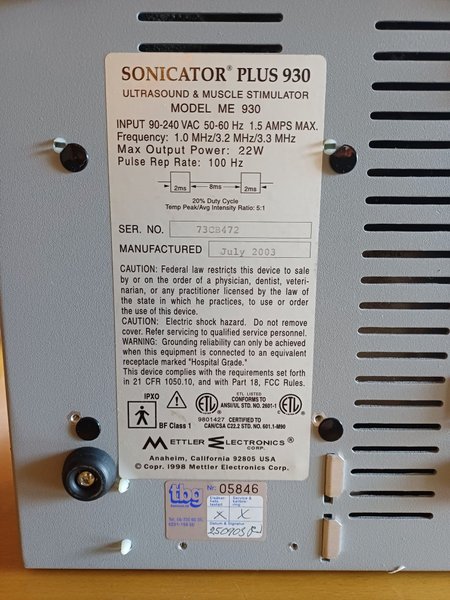 SONICATOR® PLUS 930
ULTRASOUND & MUSCLE STIMULATOR
MODEL ME 930
INPUT 90-240 VAC 50-60 Hz 1.5 AMPS MAX.
Frequency: 1.0 MHz/3.2 MHz/3.3 MHz
Max Output Power: 22W
Pulse Rep Rate: 100 Hz
2ms 8ms 2ms
20% Duty Cycle
Temp Peak/Avg Intensity Ratio: 5:1
SER. NO. 73CB472
MANUFACTURED July 2003
CAUTION: Federal law restricts this device to sale
by or on the order of a physician, dentist, veteri-
narian, or any practitioner licensed by the law of
the state in which he practices, to use or order
the use of this device.
CAUTION: Electric shock hazard. Do not remove
cover. Refer servicing to qualified service personnel.
WARNING: Grounding reliability can only be achieved
when this equipment is connected to an equivalent
receptacle marked "Hospital Grade."
This device complies with the requirements set forth
in 21 CFR 1050.10, and with Part 18, FCC Rules.
IPXO
BF Class 1
ETL LISTED
CONFORMS TO
ANSI/UL STD. NO. 2601-1
9801427 CERTIFIED TO
CAN/CSA C22.2 STD. NO. 601.1-M90
METTLER ELECTRONICS
CORP.
Anaheim, California 92805 USA
© Copr. 1998 Mettler Electronics Corp.
tbg
Nr: 05846
X X
Datum & Signatur
250903